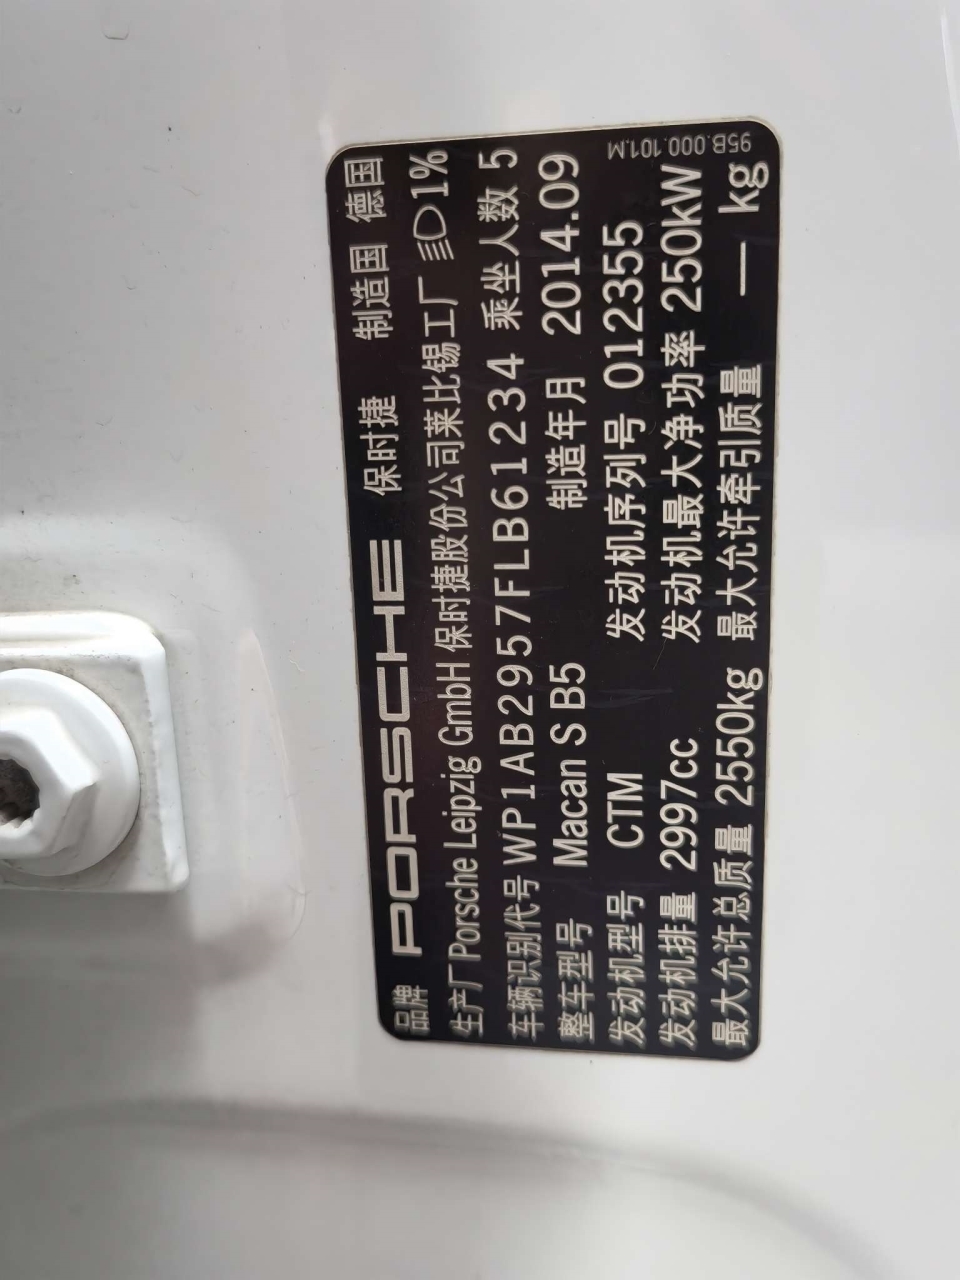 品牌 PORSCHE 保时捷 制造国 德国
生产厂 Porsche Leipzig GmbH 保时捷股份公司莱比锡工厂 1%
车辆识别代号 WP1AB2957FLB61234 乘坐人数 5
整车型号 Macan S B5 制造年月 2014.09
发动机型号 CTM 发动机序列号 012355
发动机排量 2997cc 发动机最大净功率 250kW
最大允许总质量 2550kg 最大允许牵引质量 — kg
95B.000.101.M